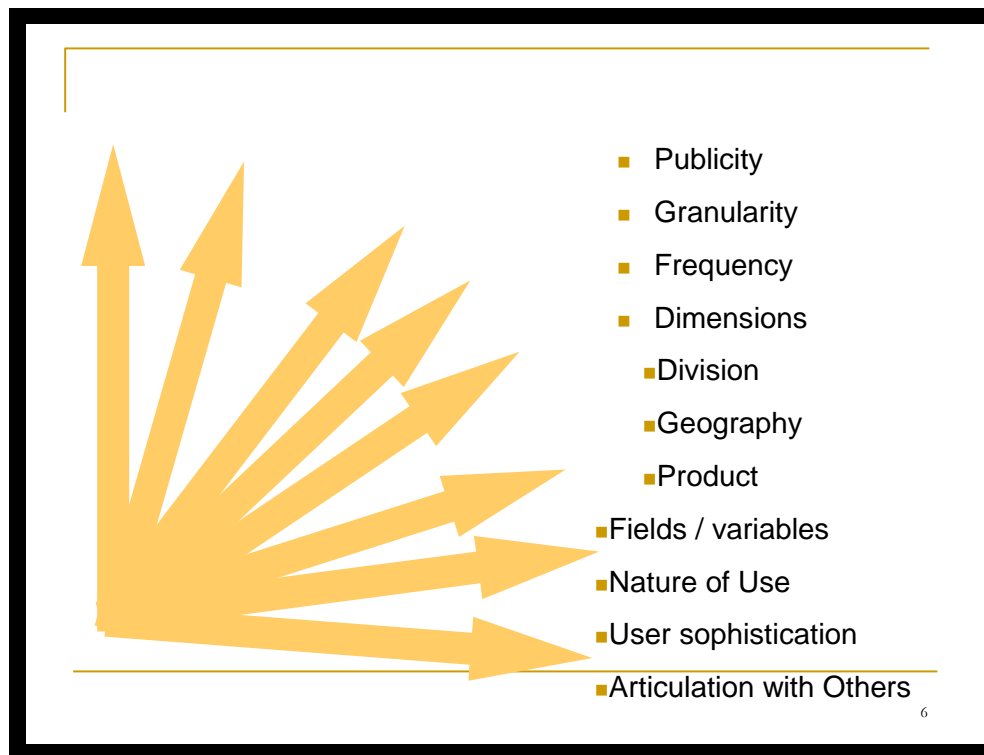 Publicity
Granularity
Frequency
Dimensions
Division
Geography
Product
Fields / variables
Nature of Use
User sophistication
Articulation with Others
6